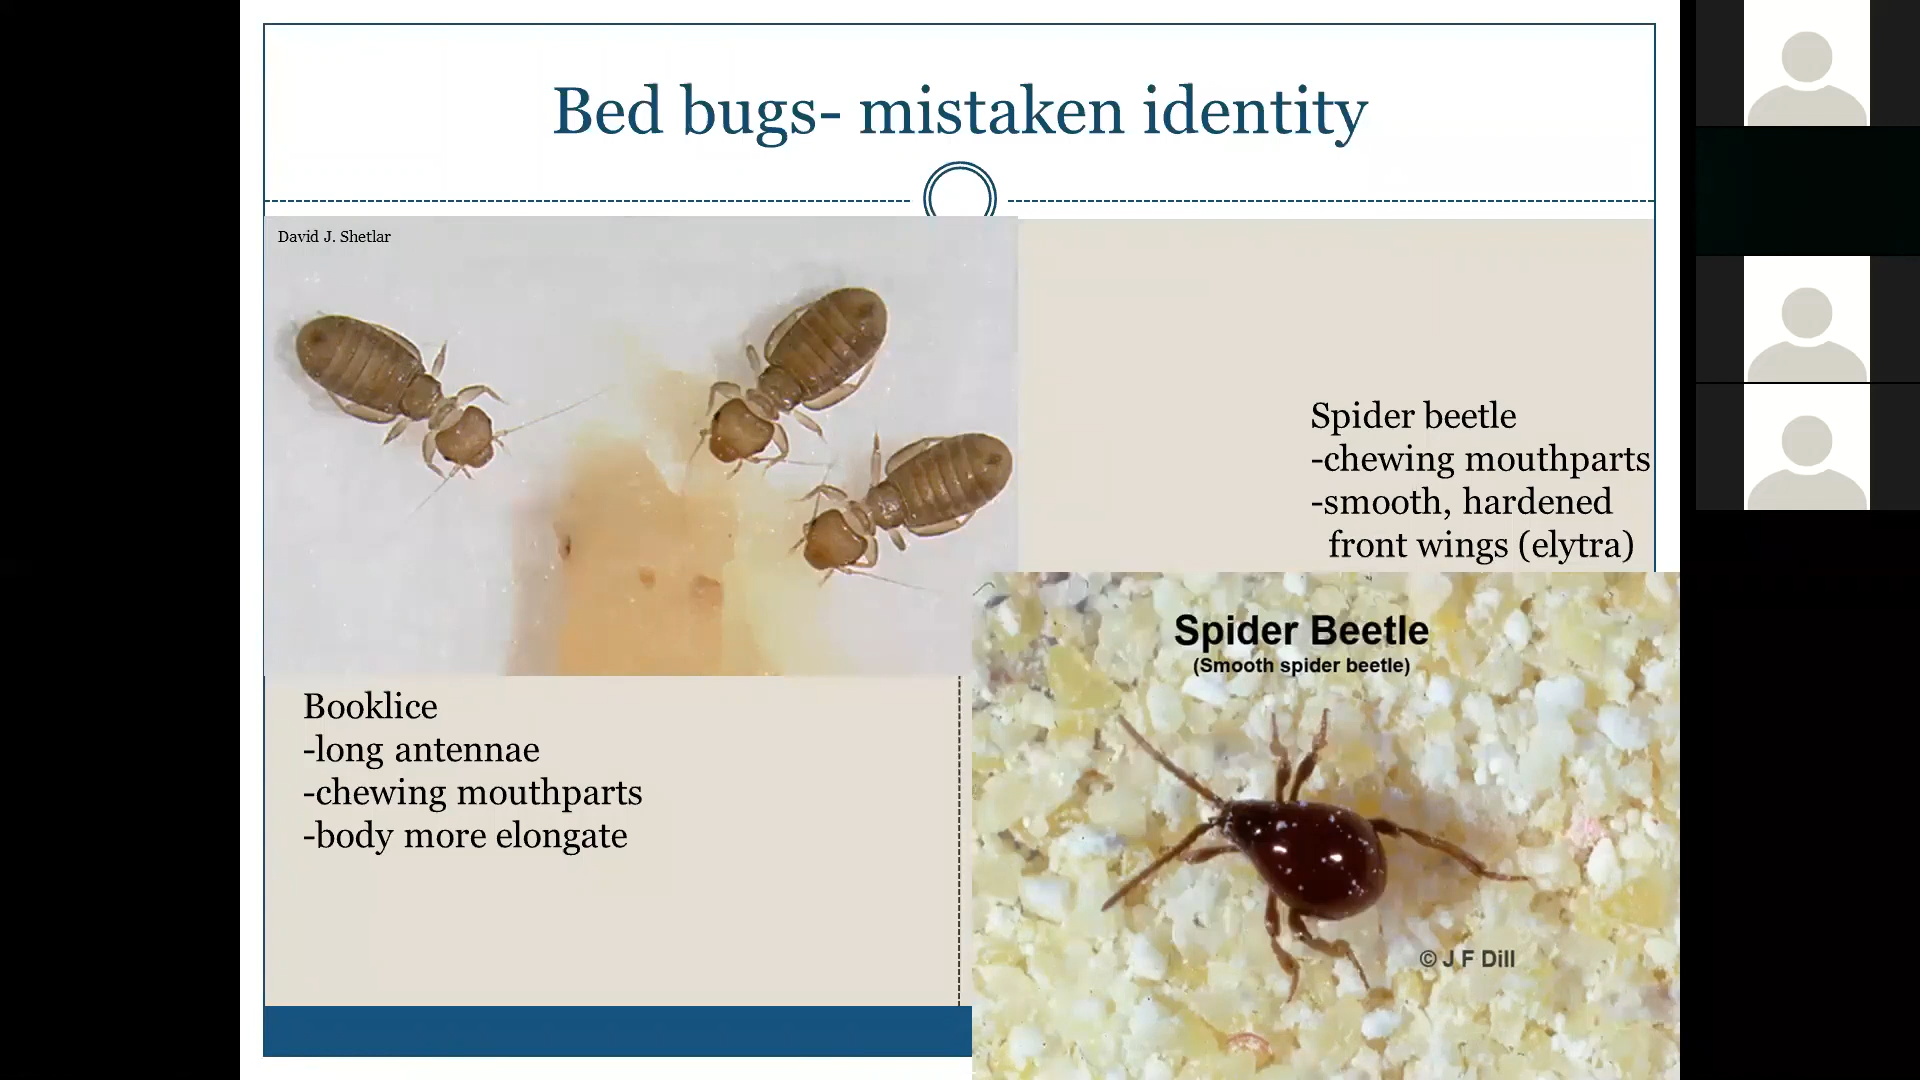 Bed bugs- mistaken identity
David J. Shetlar
Spider beetle
-chewing mouthparts
-smooth, hardened
front wings (elytra)
Booklice
-long antennae
-chewing mouthparts
-body more elongate
Spider Beetle
(Smooth spider beetle)
© J F Dill